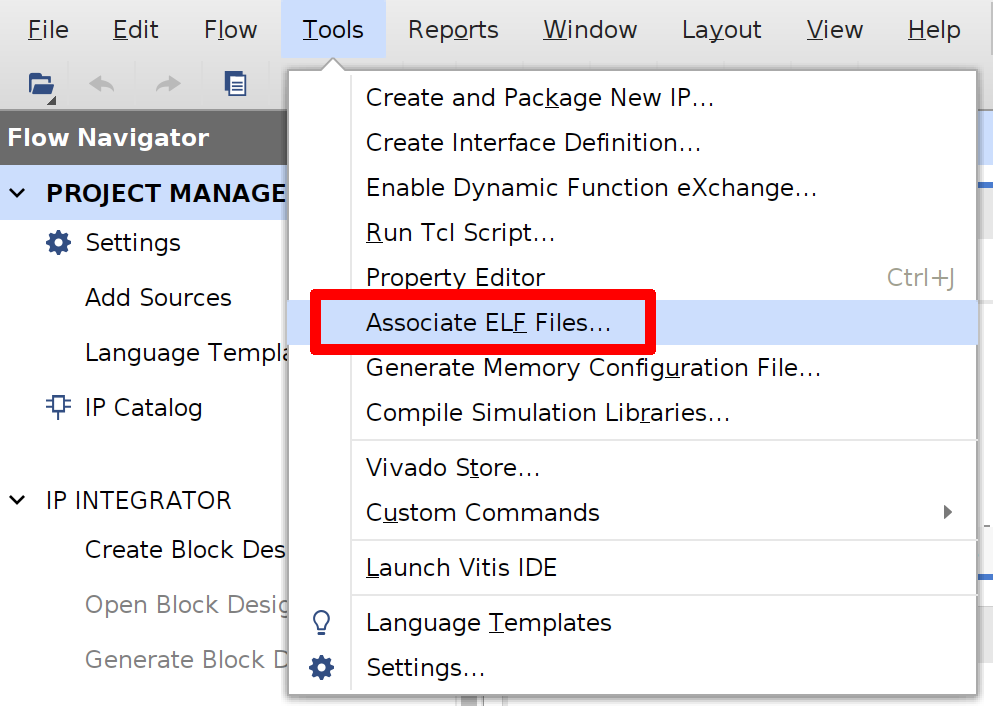 File Edit Flow Tools Reports Window Layout View Help
Flow Navigator
PROJECT MANAGE
Settings
Add Sources
Language Templa
IP Catalog
IP INTEGRATOR
Create Block Des
Open Block Desig
Generate Block D
Create and Package New IP...
Create Interface Definition...
Enable Dynamic Function eXchange...
Run Tcl Script...
Property Editor Ctrl+J
Associate ELF Files...
Generate Memory Configuration File...
Compile Simulation Libraries...
Vivado Store...
Custom Commands
Launch Vitis IDE
Language Templates
Settings...